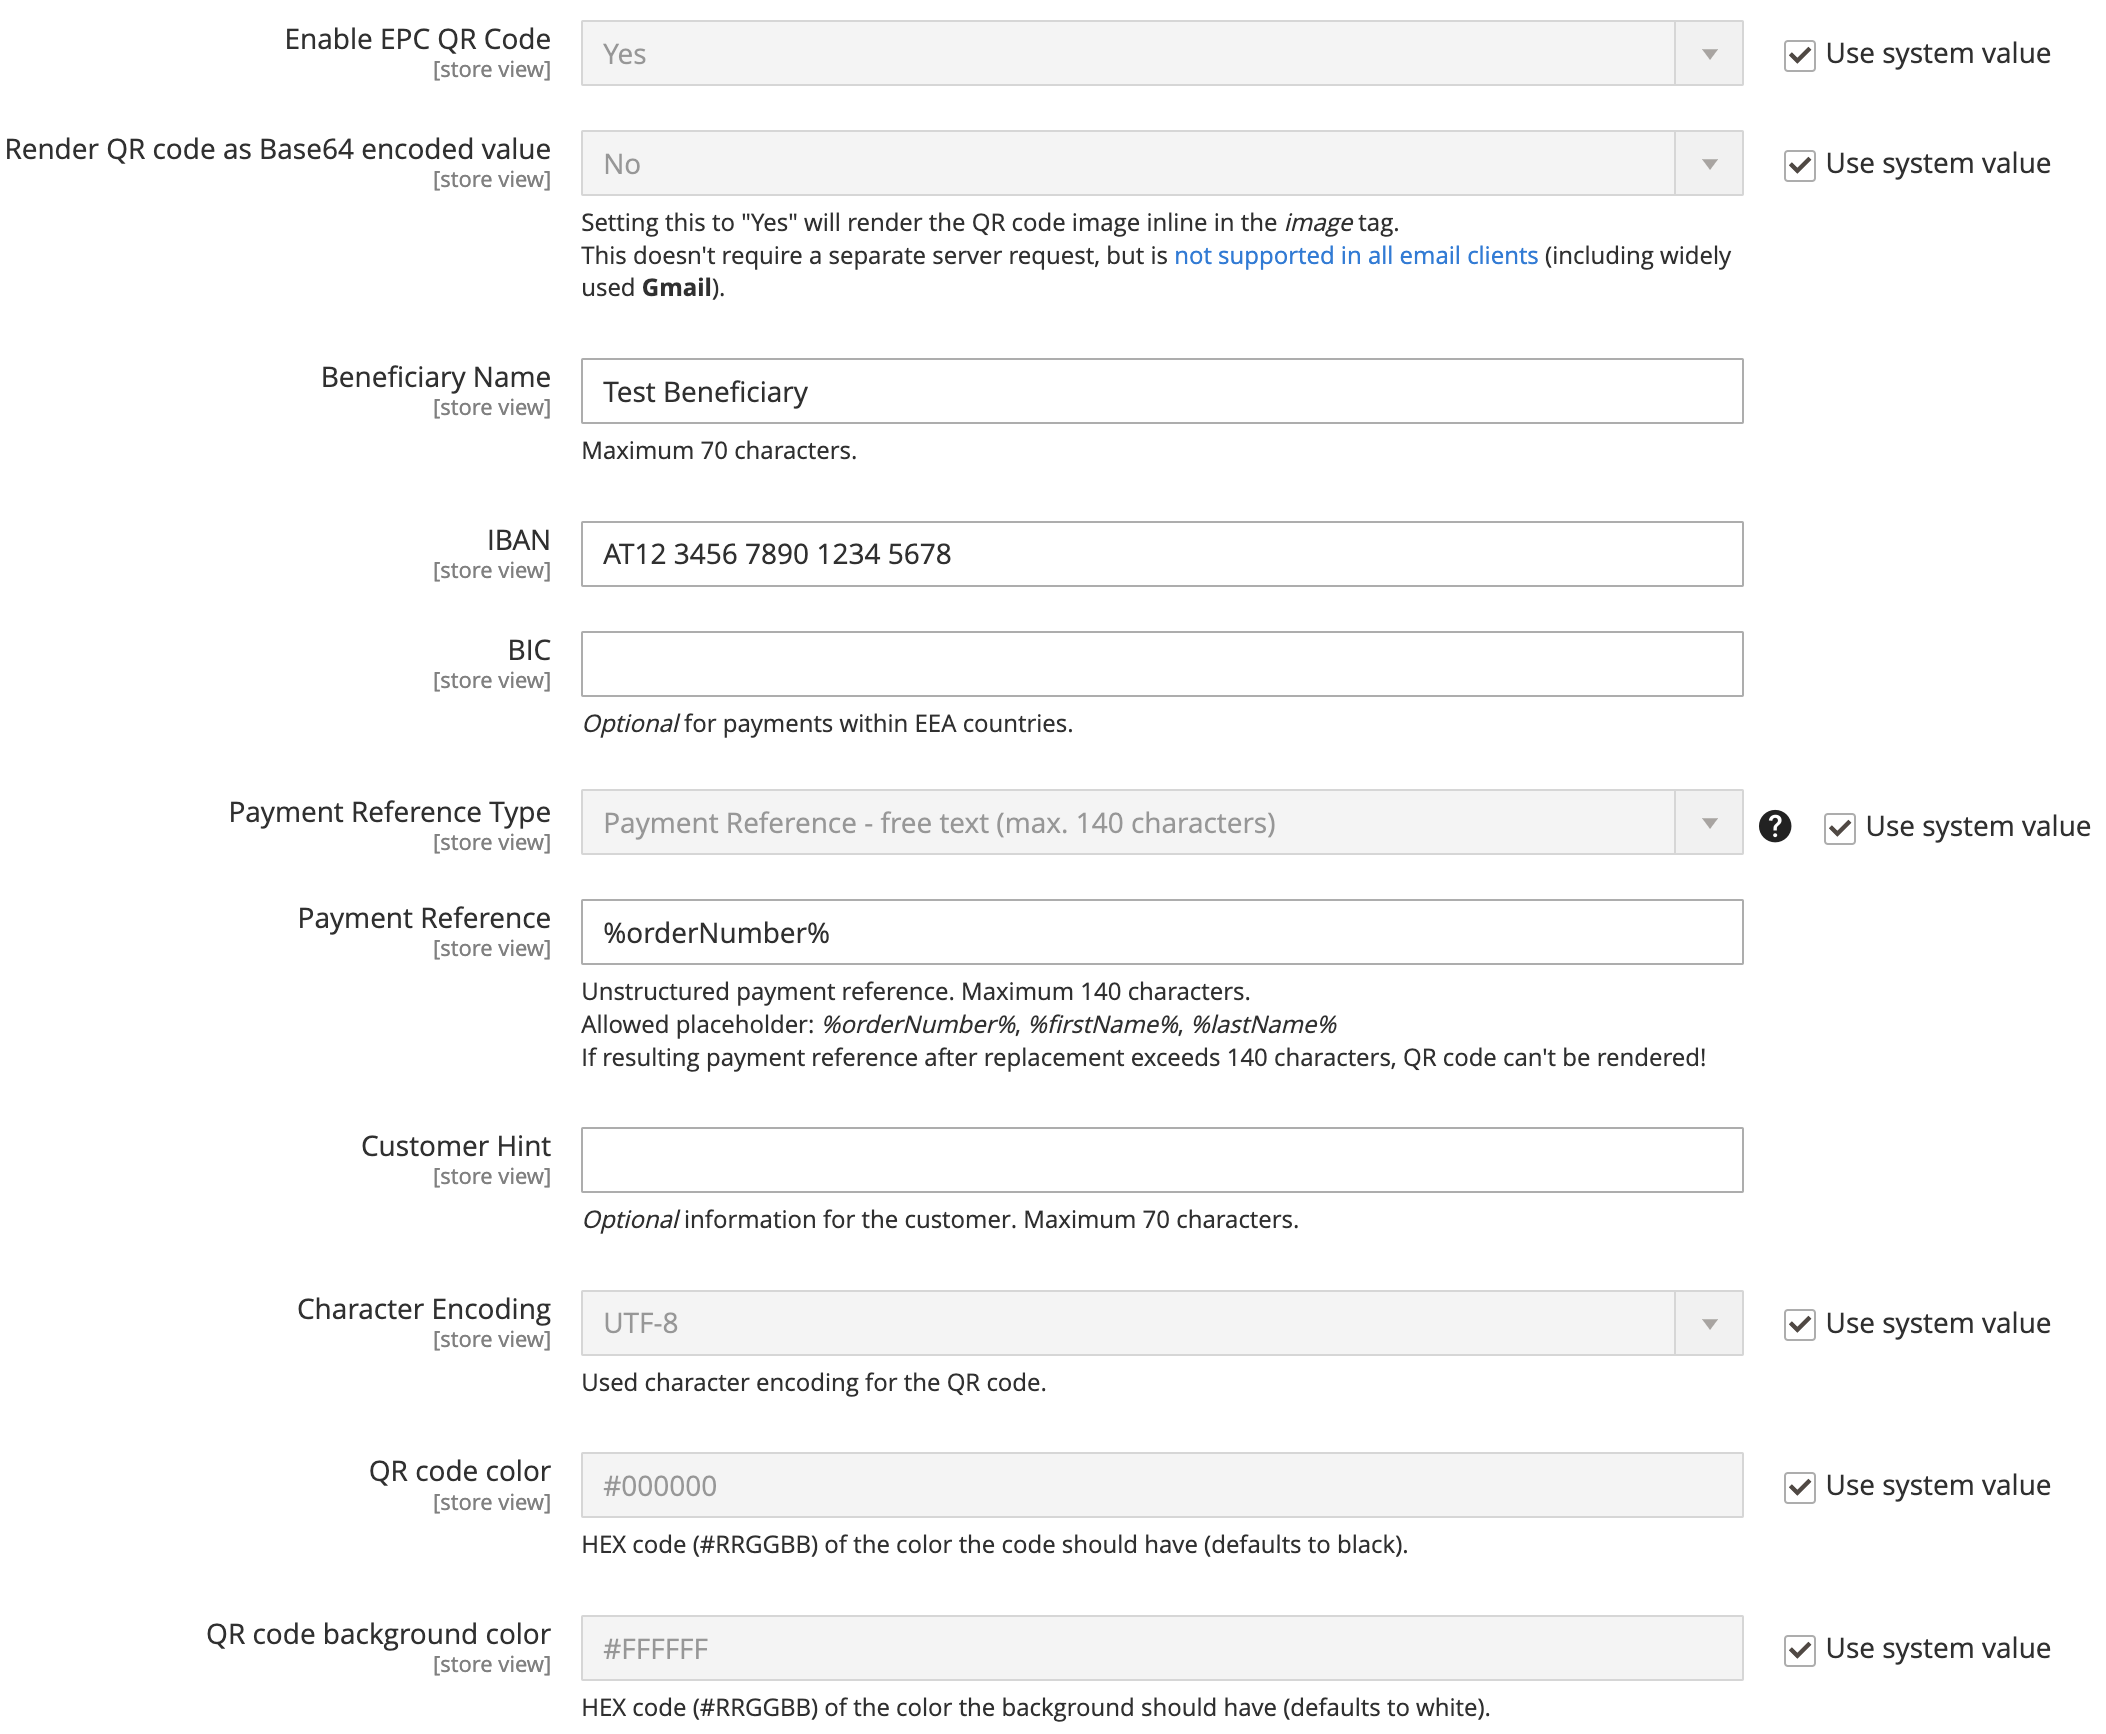 Enable EPC QR Code
[store view]
Yes
Use system value
Render QR code as Base64 encoded value
[store view]
No
Use system value
Setting this to "Yes" will render the QR code image inline in the image tag.
This doesn't require a separate server request, but is not supported in all email clients (including widely
used Gmail).
Beneficiary Name
[store view]
Test Beneficiary
Maximum 70 characters.
IBAN
[store view]
AT12 3456 7890 1234 5678
BIC
[store view]
Optional for payments within EEA countries.
Payment Reference Type
[store view]
Payment Reference - free text (max. 140 characters)
?
Use system value
Payment Reference
[store view]
%orderNumber%
Unstructured payment reference. Maximum 140 characters.
Allowed placeholder: %orderNumber%, %firstName%, %lastName%
If resulting payment reference after replacement exceeds 140 characters, QR code can't be rendered!
Customer Hint
[store view]
Optional information for the customer. Maximum 70 characters.
Character Encoding
[store view]
UTF-8
Use system value
Used character encoding for the QR code.
QR code color
[store view]
#000000
Use system value
HEX code (#RRGGBB) of the color the code should have (defaults to black).
QR code background color
[store view]
#FFFFFF
Use system value
HEX code (#RRGGBB) of the color the background should have (defaults to white).